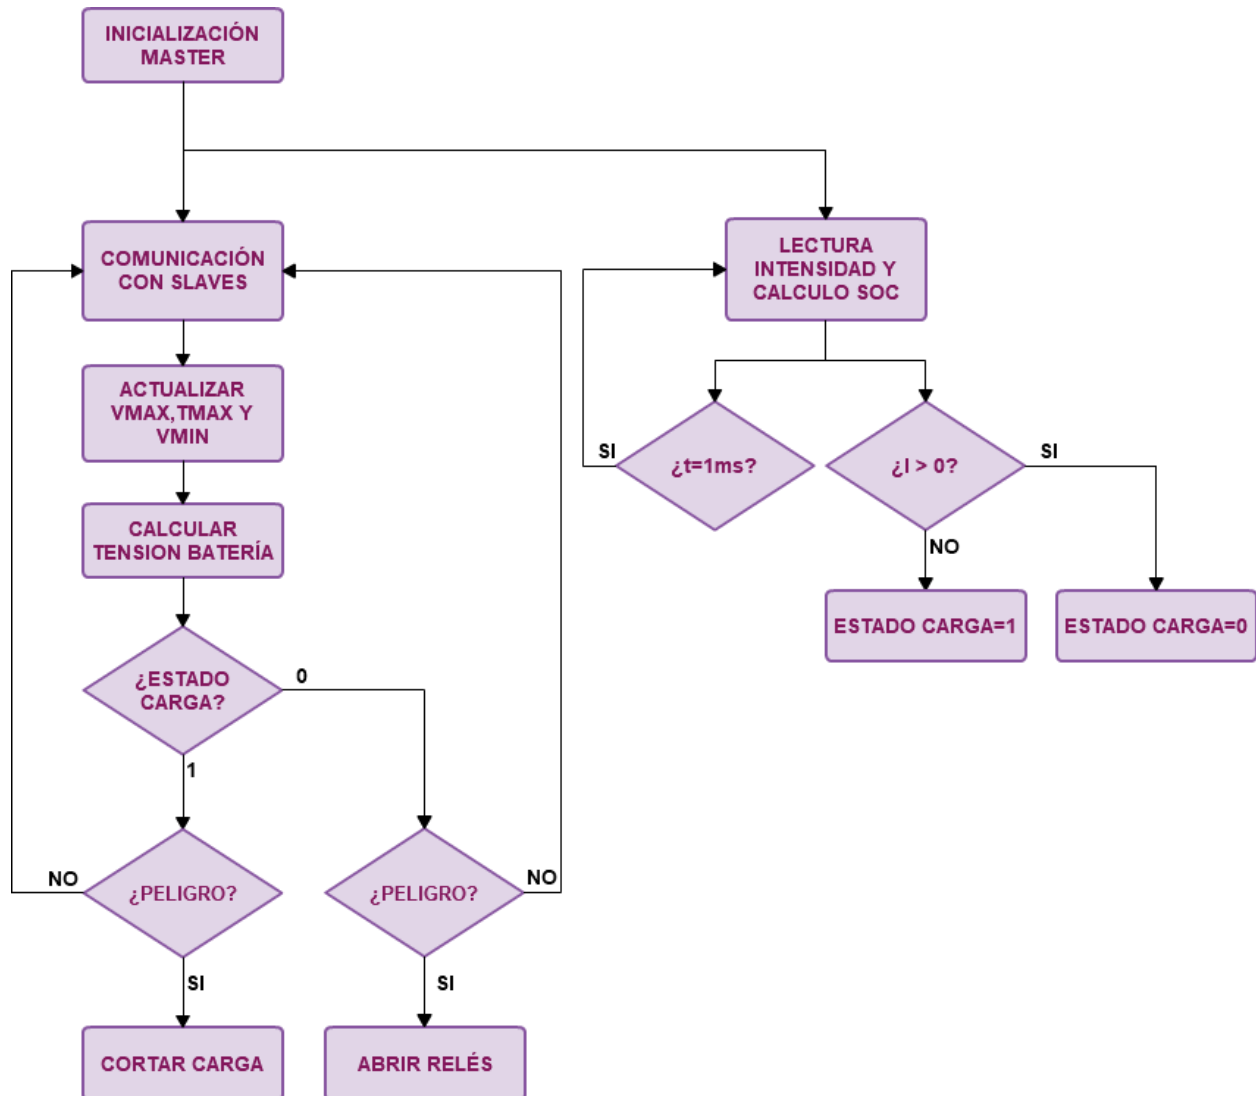 INICIALIZACIÓN
MASTER
COMUNICACIÓN
CON SLAVES
ACTUALIZAR
VMAX,TMAX Y
VMIN
CALCULAR
TENSION BATERÍA
¿ESTADO
CARGA?
0
1
¿PELIGRO?
NO
SI
CORTAR CARGA
¿PELIGRO?
NO
SI
ABRIR RELÉS
LECTURA
INTENSIDAD Y
CALCULO SOC
¿t=1ms?
SI
¿I > 0?
SI
NO
ESTADO CARGA=1
ESTADO CARGA=0